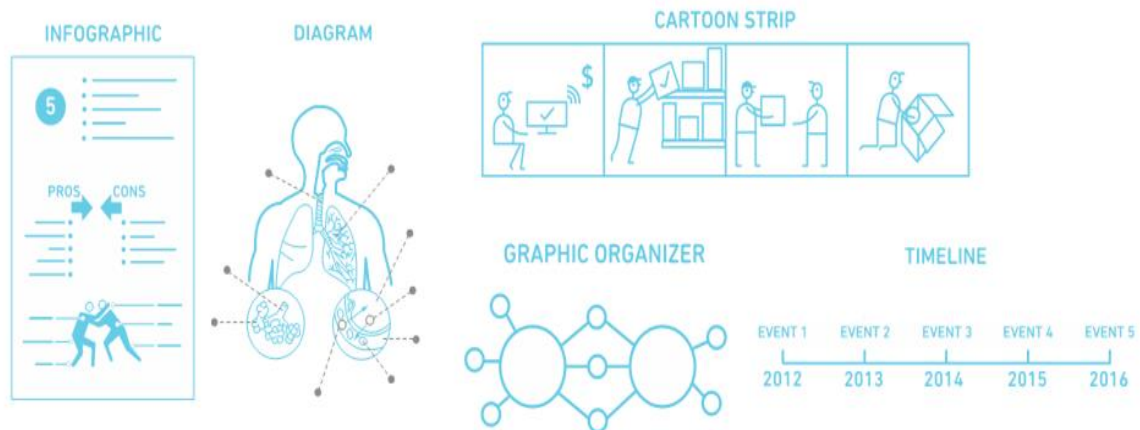 INFOGRAPHIC
5
PROS
CONS
DIAGRAM
CARTOON STRIP
$
GRAPHIC ORGANIZER
TIMELINE
EVENT 1 EVENT 2 EVENT 3 EVENT 4 EVENT 5
2012 2013 2014 2015 2016